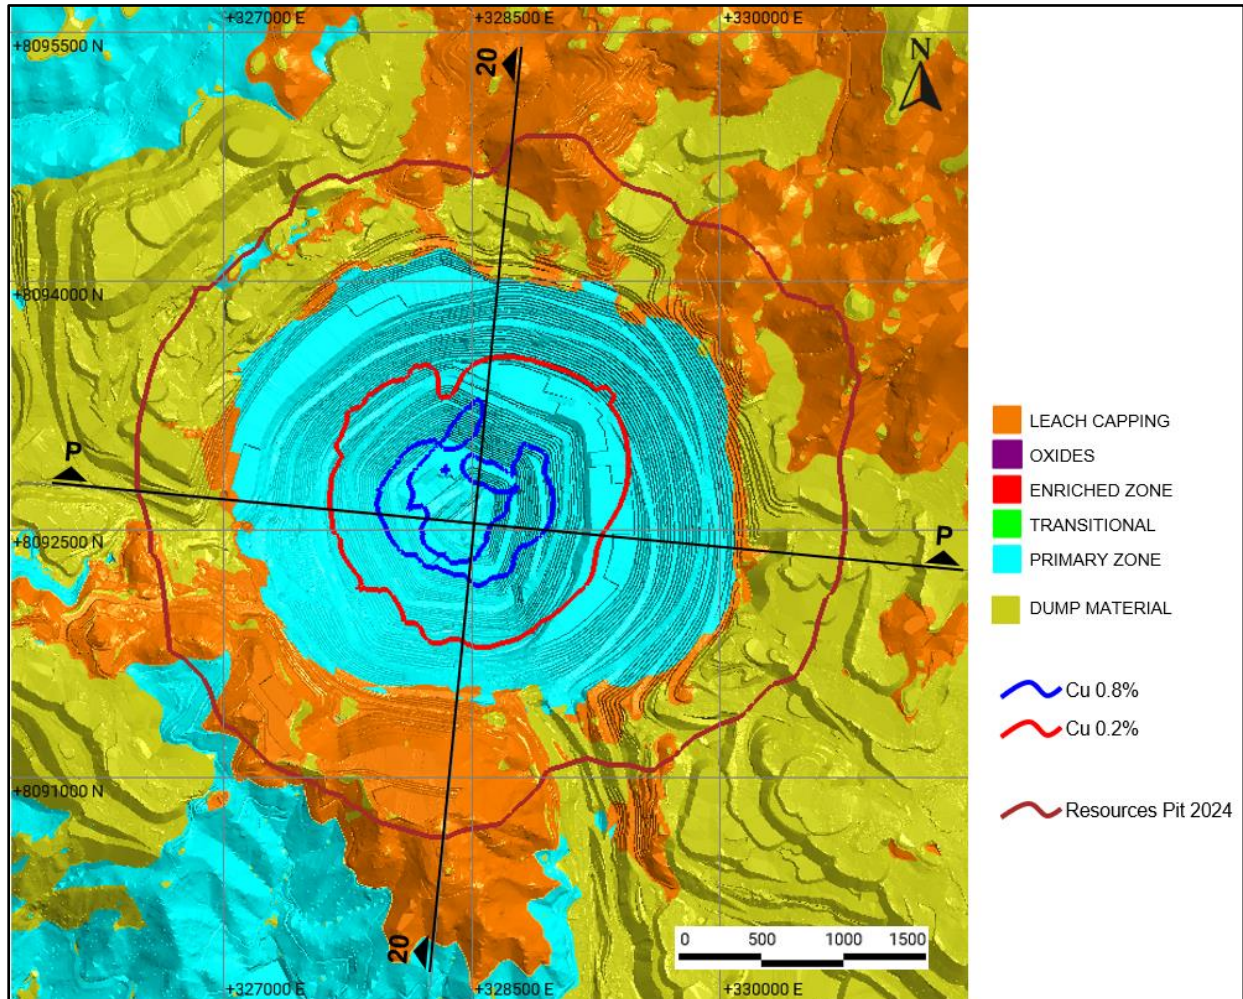 +327000 E
+328500 E
+330000 E
+8095500 N
20
N
+8094000 N
P
+8092500 N
P
+8091000 N
20
0 500 1000 1500
+327000 E
+328500 E
+330000 E
LEACH CAPPING
OXIDES
ENRICHED ZONE
TRANSITIONAL
PRIMARY ZONE
DUMP MATERIAL
Cu 0.8%
Cu 0.2%
Resources Pit 2024